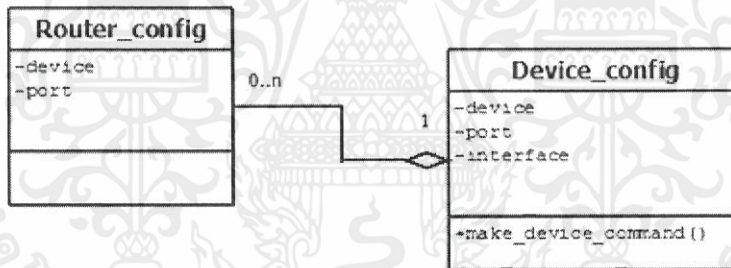 Router_config
-device
-port
0..n
1
Device_config
-device
-port
-interface
+make_device_command()